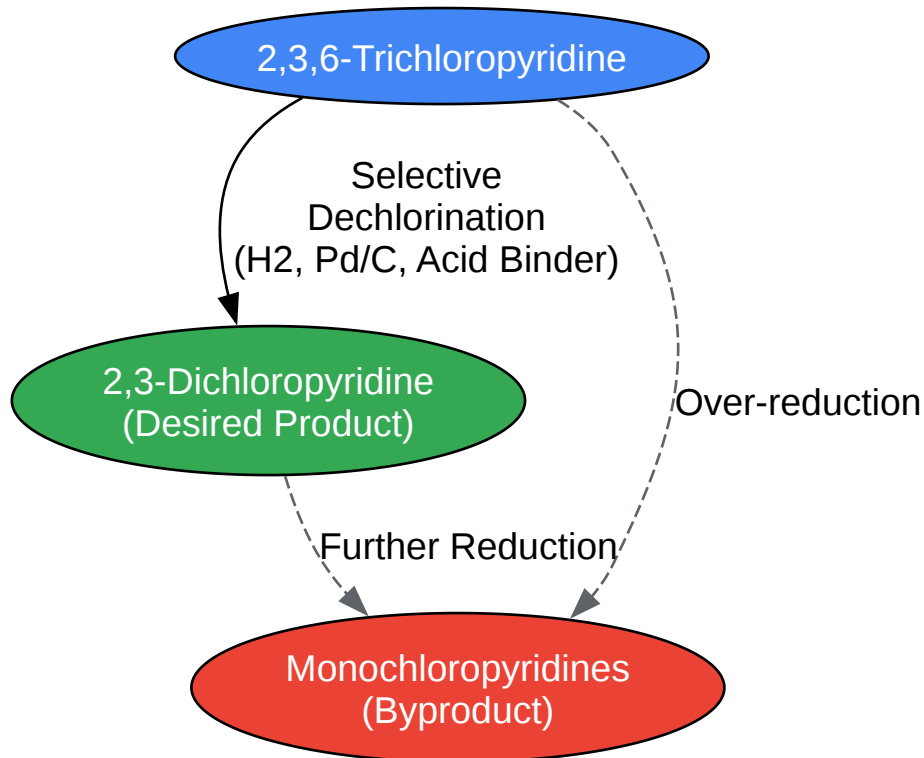 2,3,6-Trichloropyridine
Selective
Dechlorination
(H2, Pd/C, Acid Binder)
2,3-Dichloropyridine
(Desired Product)
Over-reduction
Further Reduction
Monochloropyridines
(Byproduct)